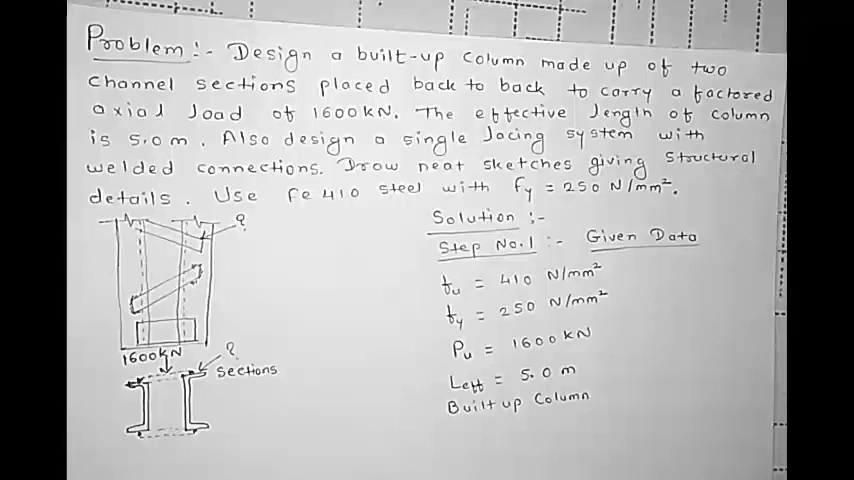 Problem :- Design a built-up column made up of two
channel sections placed back to back to carry a factored
axial load of 1600 kN. The effective length of column
is 5.0 m. Also design a single lacing system with
welded connections. Draw neat sketches giving structural
details. Use Fe 410 steel with fy = 250 N/mm².
?
1600 kN
?
Sections
Solution :-
Step No.1 :- Given Data
fu = 410 N/mm²
fy = 250 N/mm²
Pu = 1600 KN
Leff = 5.0 m
Built up Column